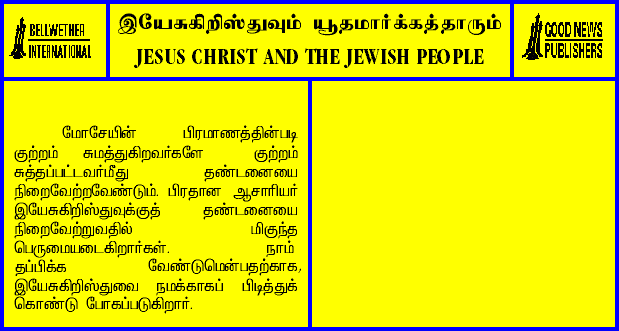 BELLWETHER
INTERNATIONAL
இயேசுகிறிஸ்துவும் யூதமார்க்கத்தாரும்
JESUS CHRIST AND THE JEWISH PEOPLE
GOOD NEWS
PUBLISHERS
மோசேயின் பிரமாணத்தின்படி
குற்றம் சுமத்துகிறவர்களே குற்றம்
சுத்தப்பட்டவர்மீது தண்டனையை
நிறைவேற்றவேண்டும். பிரதான ஆசாரியர்
இயேசுகிறிஸ்துவுக்குத் தண்டனையை
நிறைவேற்றுவதில் மிகுந்த
பெருமையடைகிறார்கள். நாம்
தப்பிக்க வேண்டுமென்பதற்காக,
இயேசுகிறிஸ்துவை நமக்காகப் பிடித்துக்
கொண்டு போகப்படுகிறார்.